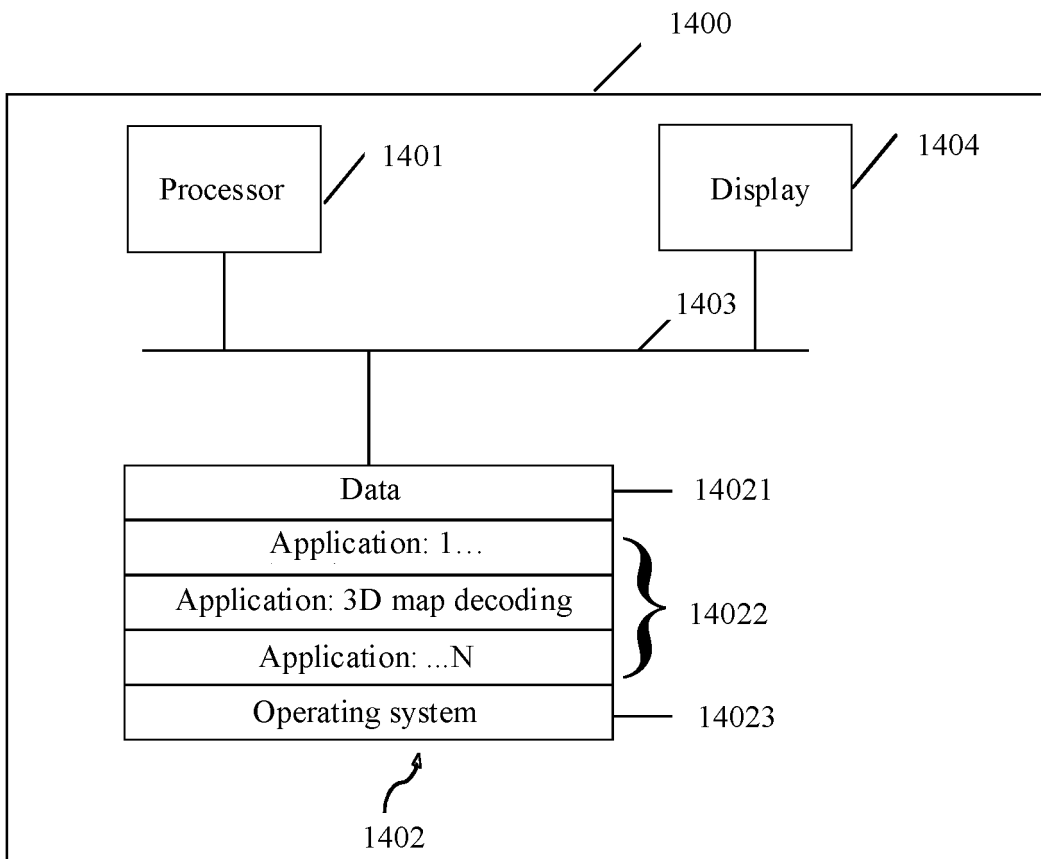 1400
Processor
1401
Display
1404
1403
Data
14021
Application: 1...
Application: 3D map decoding
14022
Application: ...N
Operating system
14023
1402